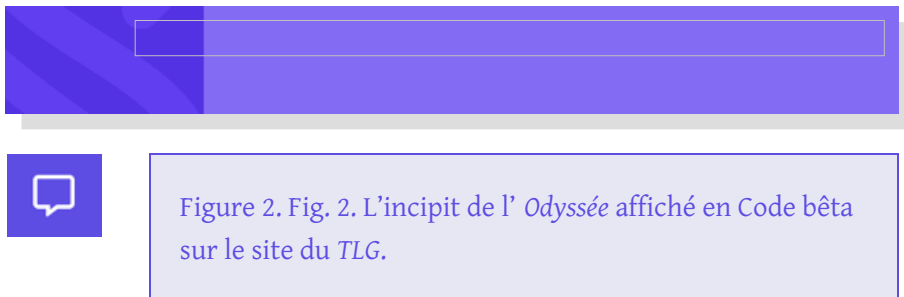 Figure 2. Fig. 2. L’incipit de l’ Odyssée affiché en Code bêta
sur le site du TLG.